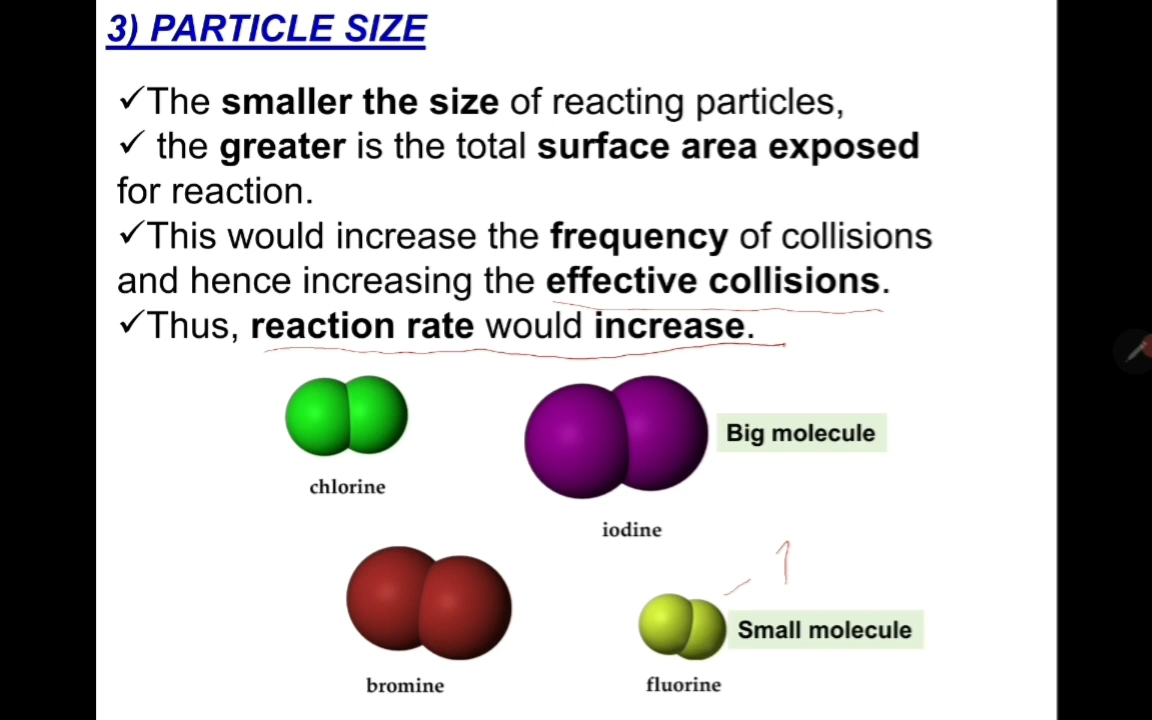 3) PARTICLE SIZE
✓The smaller the size of reacting particles,
✓ the greater is the total surface area exposed
for reaction.
✓This would increase the frequency of collisions
and hence increasing the effective collisions.
✓Thus, reaction rate would increase.
Big molecule
chlorine
iodine
Small molecule
bromine
fluorine